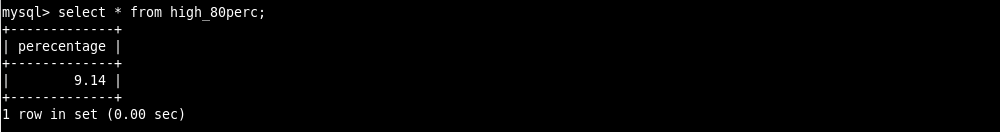 mysql> select * from high_80perc;
+-------------+
| perecentage |
+-------------+
|        9.14 |
+-------------+
1 row in set (0.00 sec)